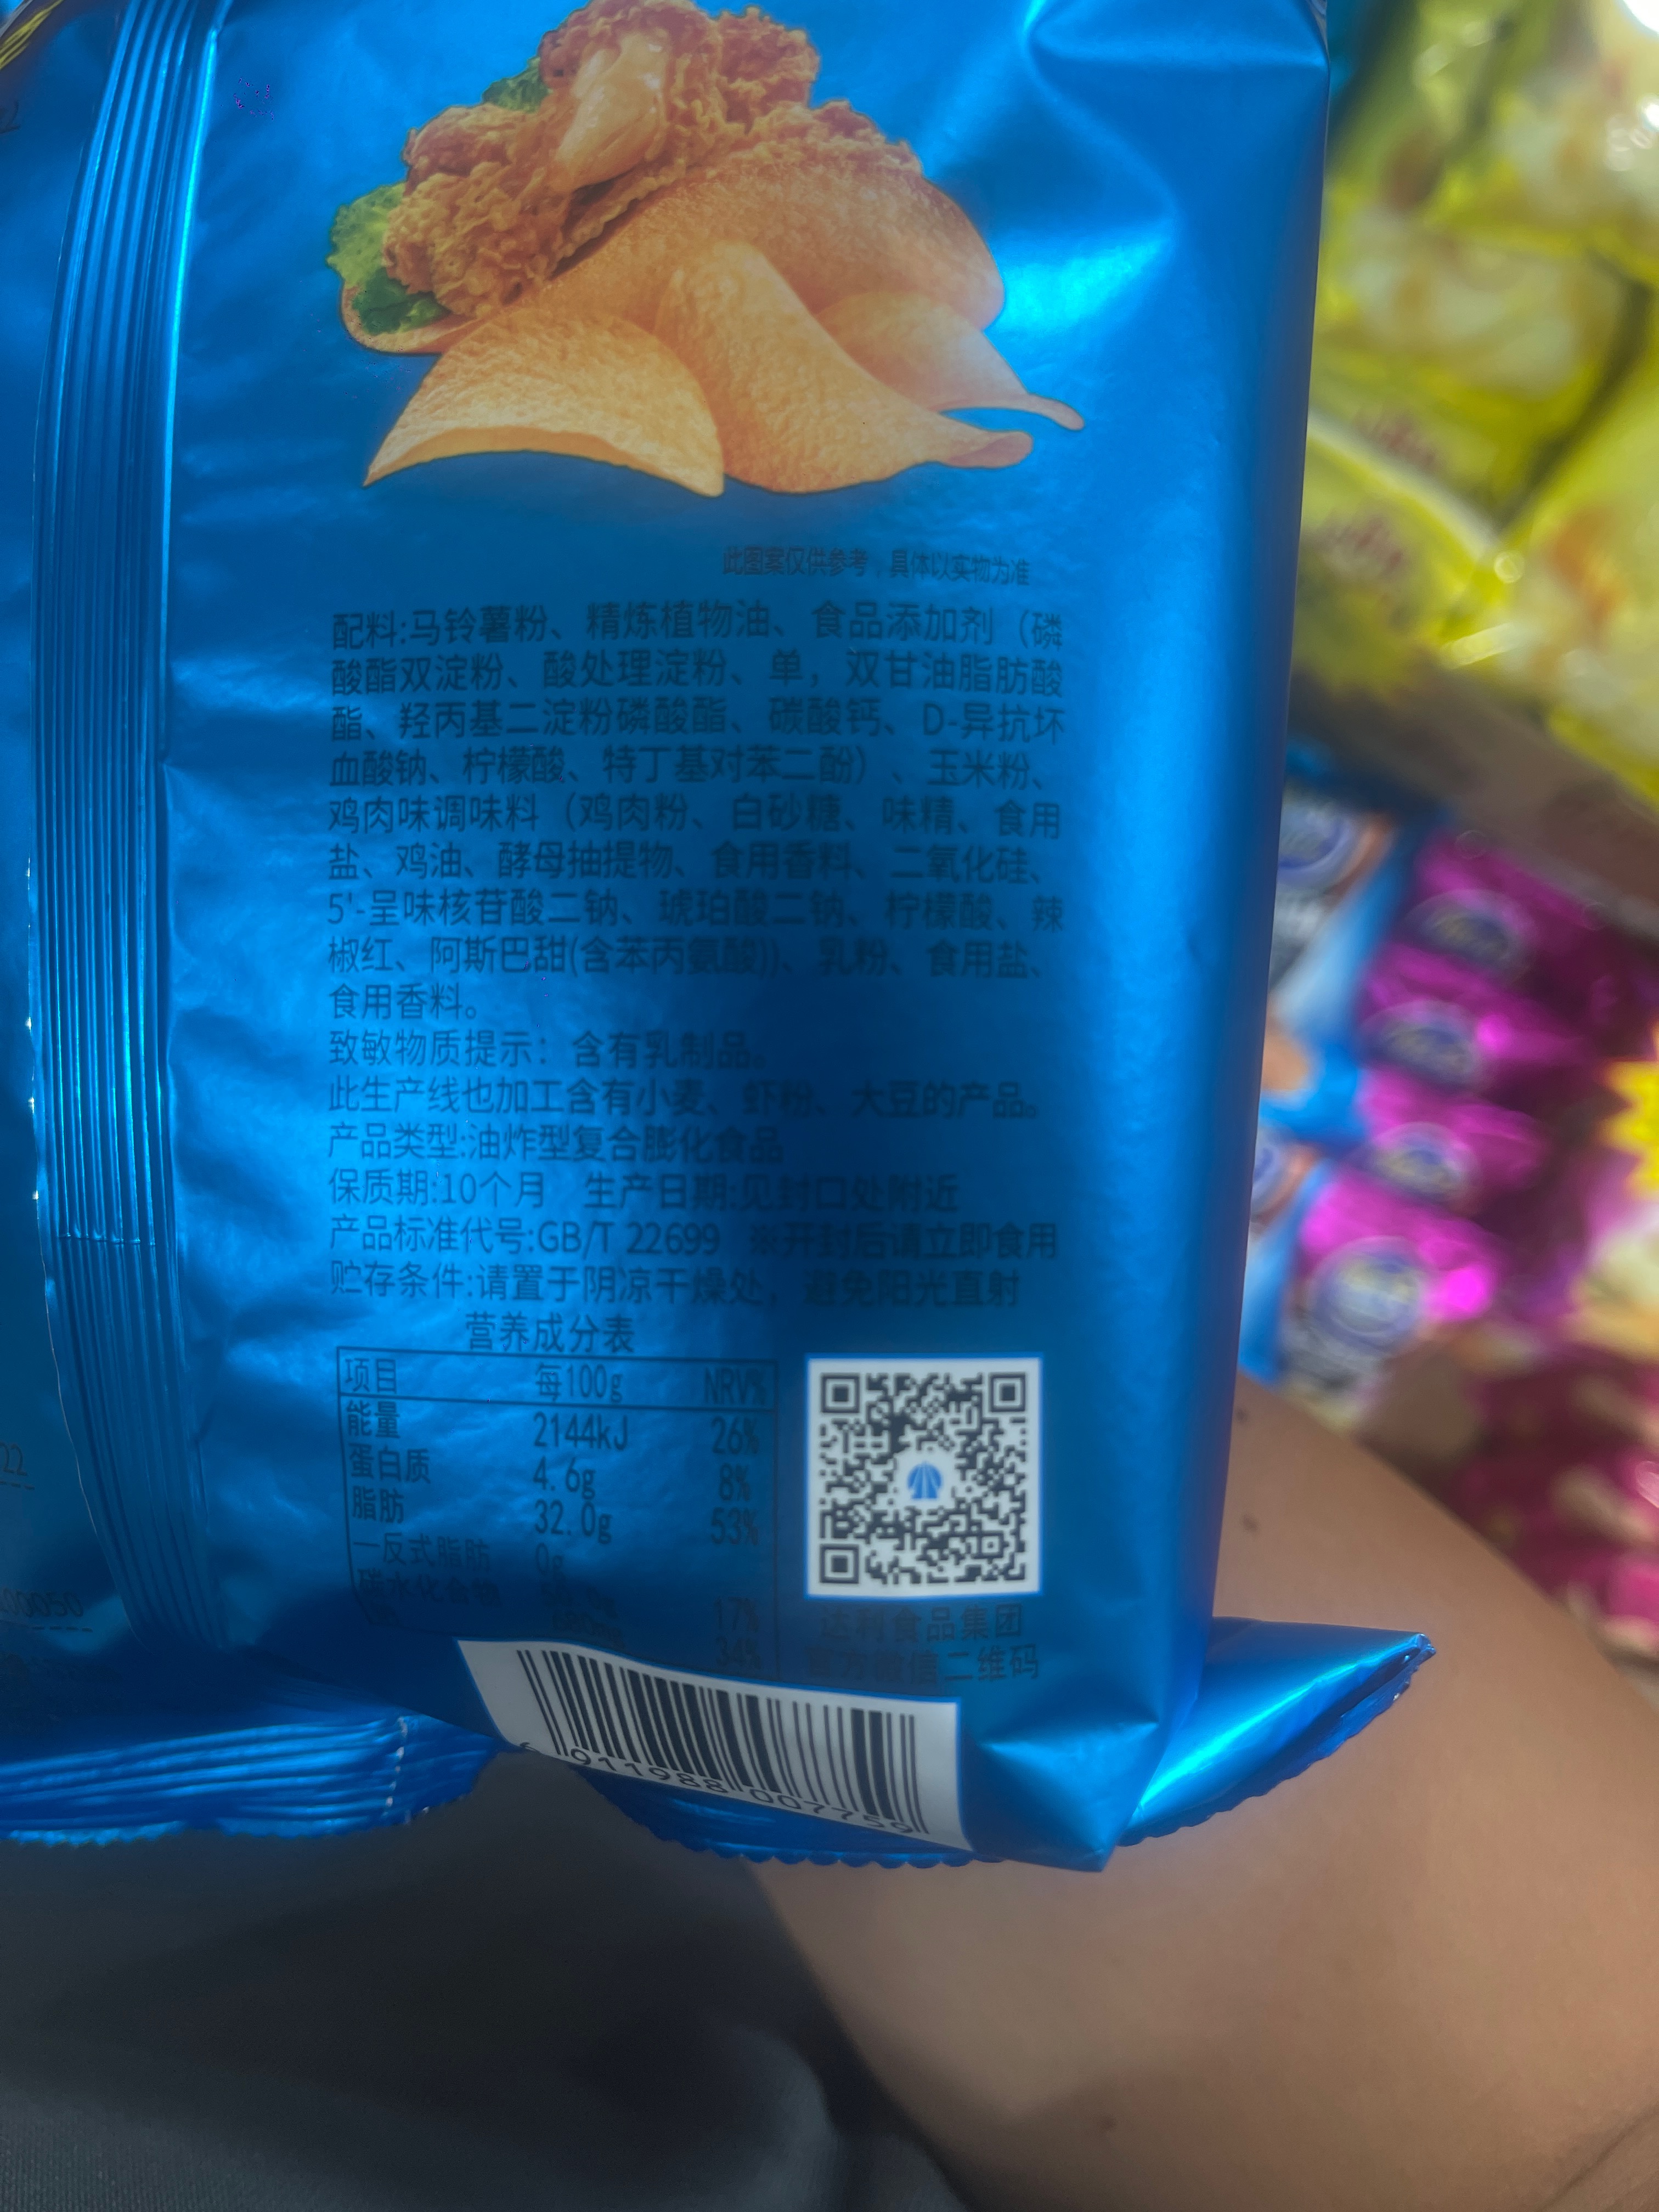 此图案仅供参考，具体以实物为准
配料:马铃薯粉、精炼植物油、食品添加剂（磷
酸酯双淀粉、酸处理淀粉、单，双甘油脂肪酸
酯、羟丙基二淀粉磷酸酯、碳酸钙、D-异抗坏
血酸钠、柠檬酸、特丁基对苯二酚）、玉米粉、
鸡肉味调味料（鸡肉粉、白砂糖、味精、食用
盐、鸡油、酵母抽提物、食用香料、二氧化硅、
5'-呈味核苷酸二钠、琥珀酸二钠、柠檬酸、辣
椒红、阿斯巴甜(含苯丙氨酸))、乳粉、食用盐、
食用香料。
致敏物质提示：含有乳制品。
此生产线也加工含有小麦、虾粉、大豆的产品。
产品类型:油炸型复合膨化食品
保质期:10个月 生产日期:见封口处附近
产品标准代号:GB/T 22699 ※开封后请立即食用
贮存条件:请置于阴凉干燥处，避免阳光直射
营养成分表
项目 每100g NRV%
能量 2144kJ 26%
蛋白质 4.6g 8%
脂肪 32.0g 53%
—反式脂肪 0g
碳水化合物 17%
34%
达利食品集团
官方微信二维码
6 911988 007759